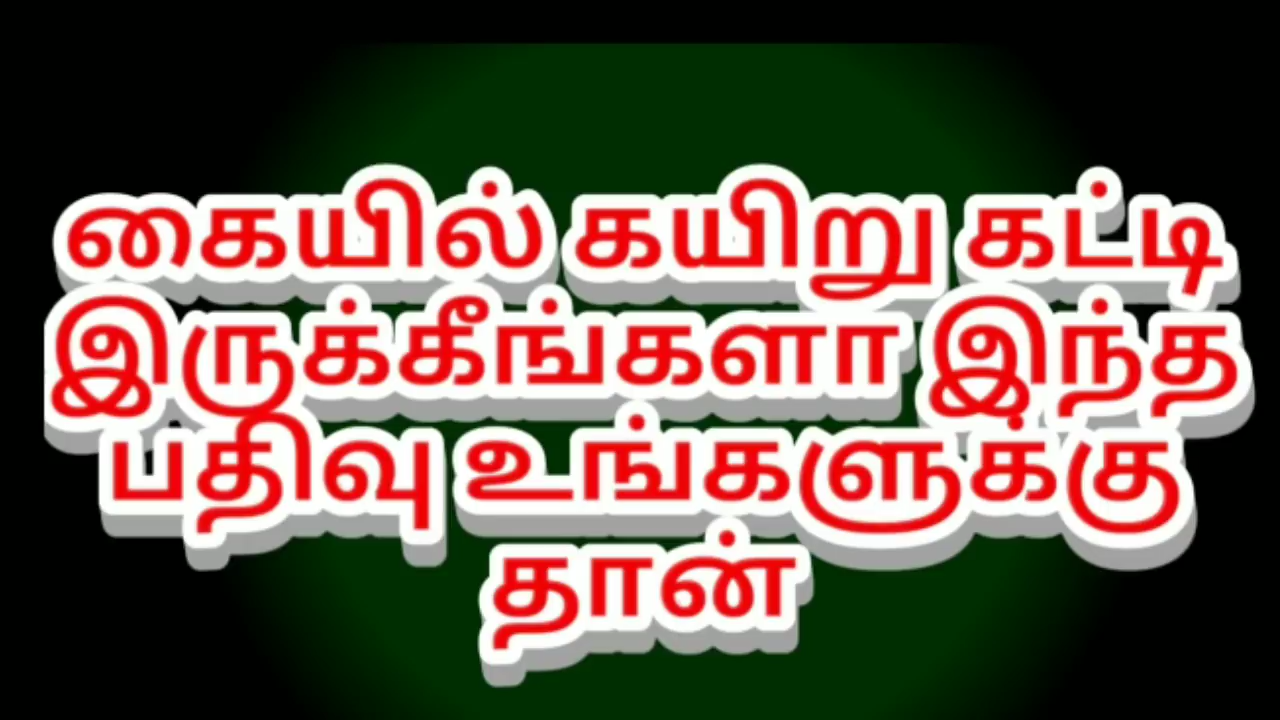 கையில் கயிறு கட்டி
இருக்கீங்களா இந்த
பதிவு உங்களுக்கு
தான்